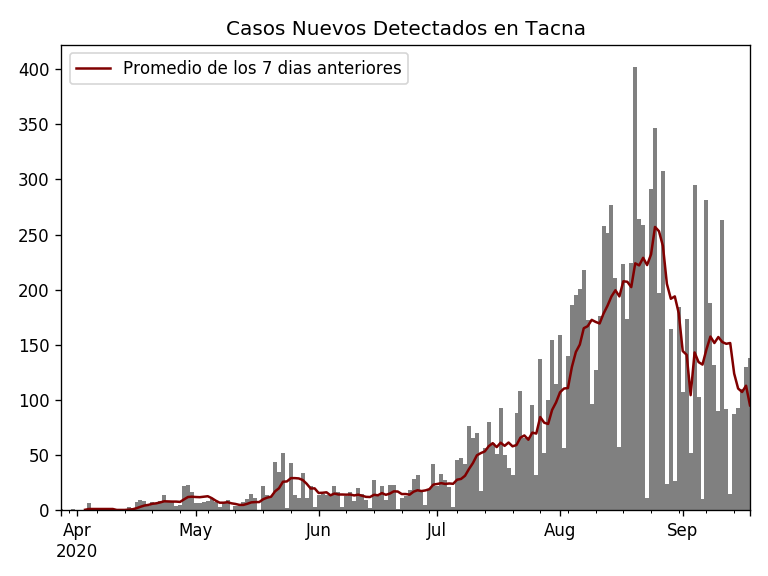 Casos Nuevos Detectados en Tacna
Promedio de los 7 dias anteriores
400
350
300
250
200
150
100
50
0
Apr
2020
May
Jun
Jul
Aug
Sep